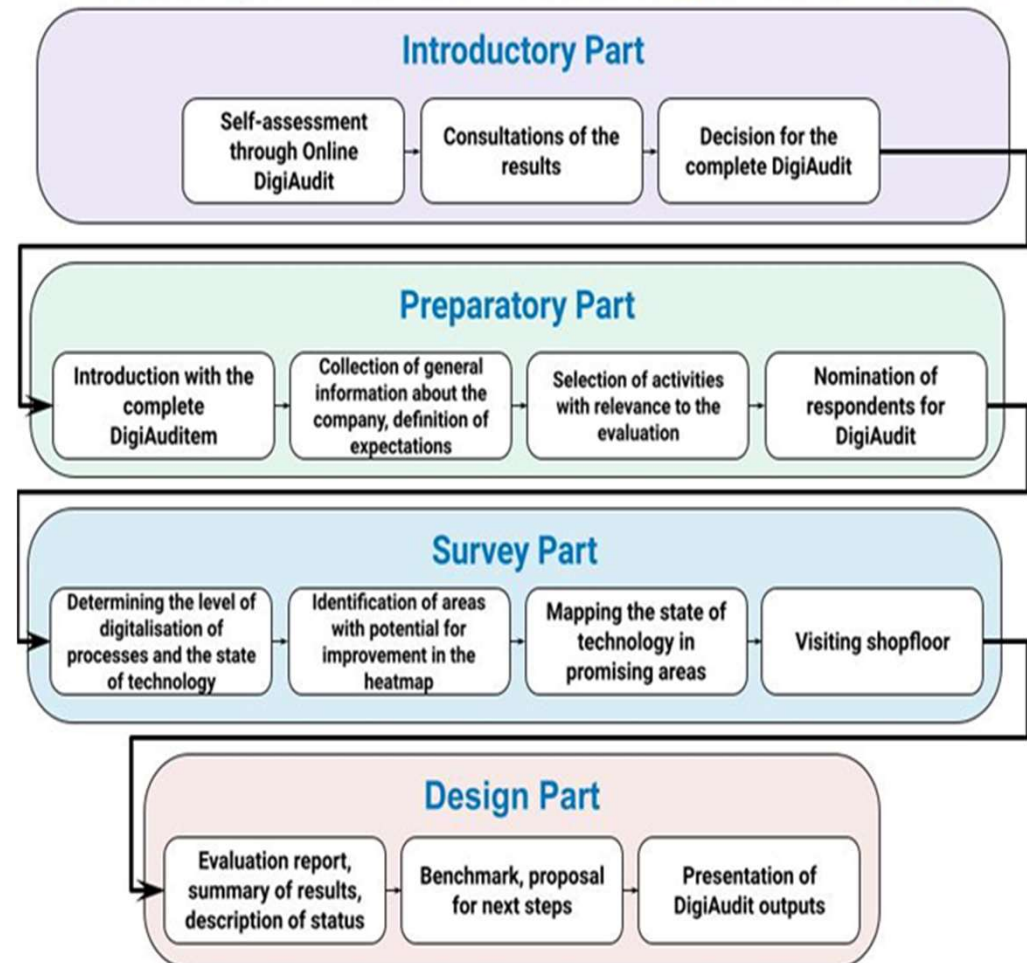 Introductory Part
Self-assessment
through Online
DigiAudit
Consultations of the
results
Decision for the
complete DigiAudit
Preparatory Part
Introduction with the
complete
DigiAuditem
Collection of general
information about the
company, definition of
expectations
Selection of activities
with relevance to the
evaluation
Nomination of
respondents for
DigiAudit
Survey Part
Determining the level of
digitalisation of
processes and the state
of technology
Identification of areas
with potential for
improvement in the
heatmap
Mapping the state of
technology in
promising areas
Visiting shopfloor
Design Part
Evaluation report,
summary of results,
description of status
Benchmark, proposal
for next steps
Presentation of
DigiAudit outputs